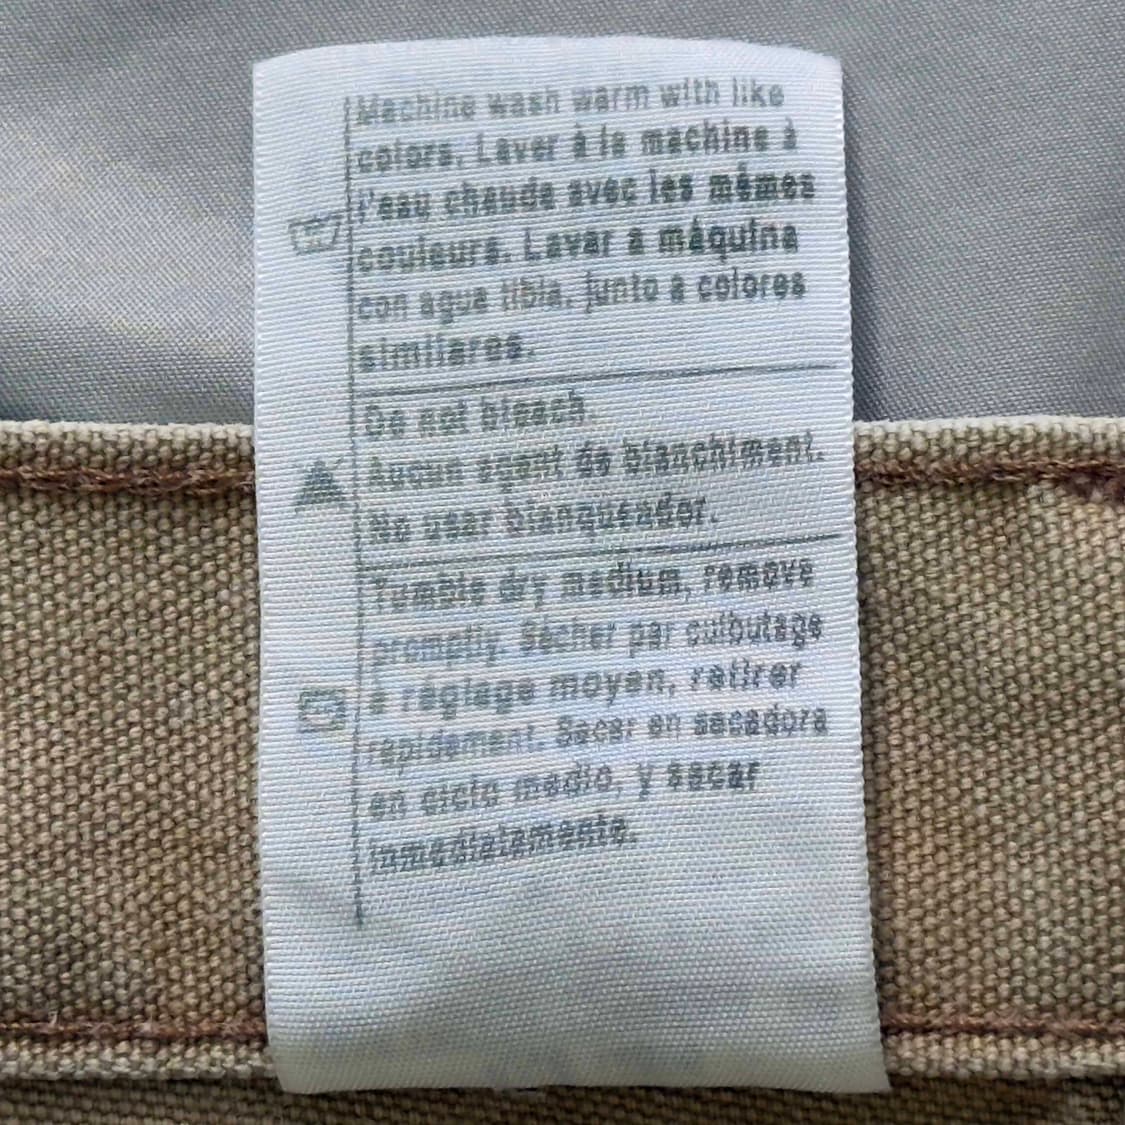 Machine wash warm with like
colors. Laver à la machine à
l'eau chaude avec les mêmes
couleurs. Lavar a máquina
con agua tibia, junto a colores
similares.
Do not bleach.
Aucun agent de blanchiment.
No usar blanqueador.
Tumble dry medium, remove
promptly. Sécher par culbutage
à réglage moyen, retirer
rapidement. Secar en secadora
en ciclo medio, y sacar
inmediatamente.